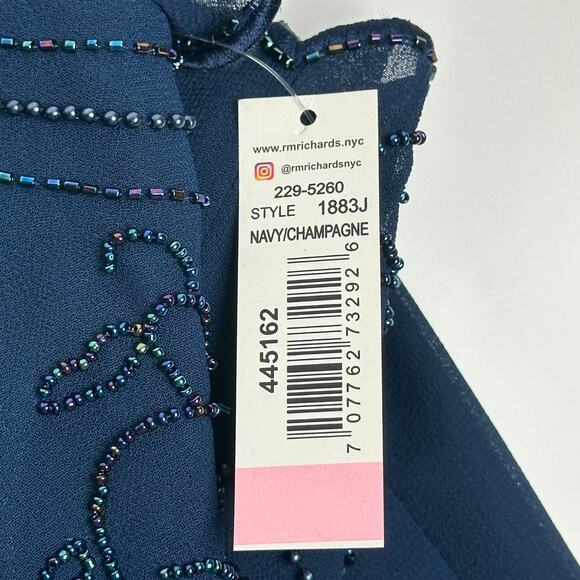 www.rmrichards.nyc
@rmrichardsnyc
229-5260
STYLE 1883J
NAVY/CHAMPAGNE
445162
7 07762 73292 6